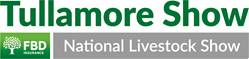 Tullamore Show
FBD
INSURANCE
National Livestock Show